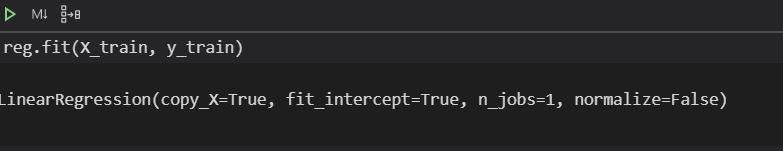 M↓
reg.fit(X_train, y_train)
LinearRegression(copy_X=True, fit_intercept=True, n_jobs=1, normalize=False)